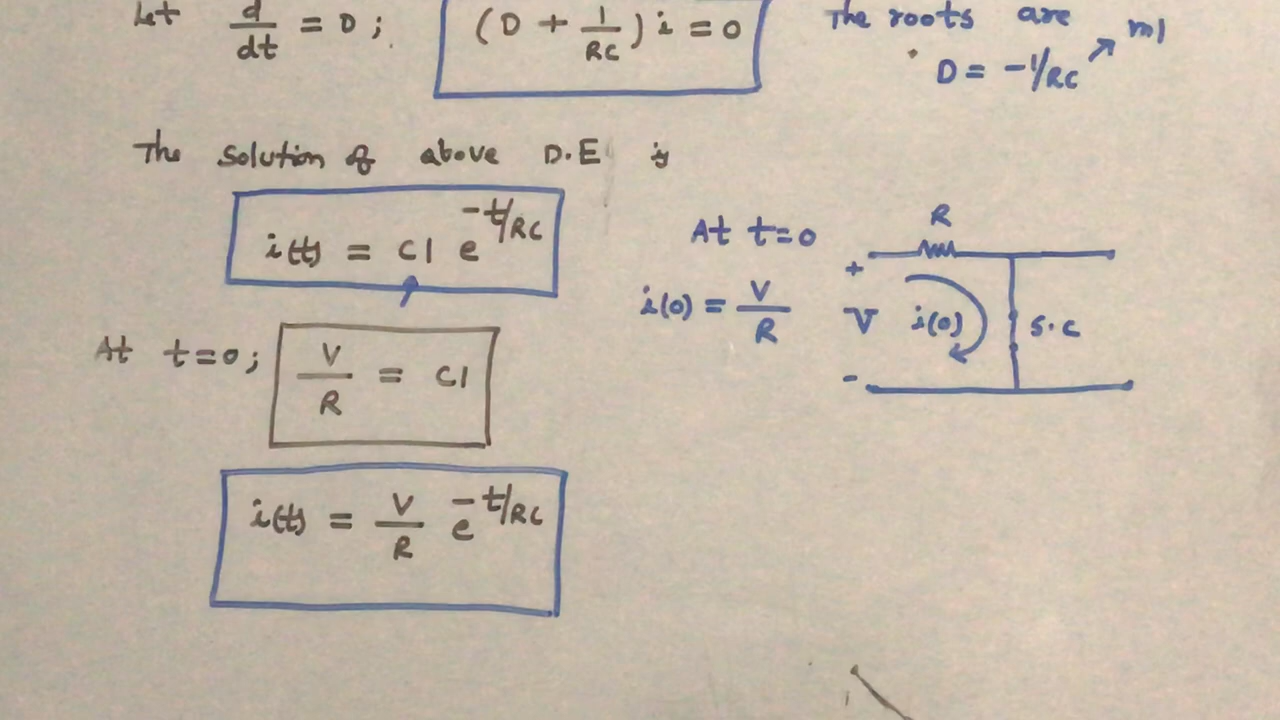 Let d/dt = D; (D + 1/RC) i = 0 The roots are
D = -1/RC m1
The solution of above D.E is
i(t) = C1 e^-t/RC
At t=0
i(0) = V/R
R
+
V i(0) S.C
-
At t=0; V/R = C1
i(t) = V/R e^-t/RC